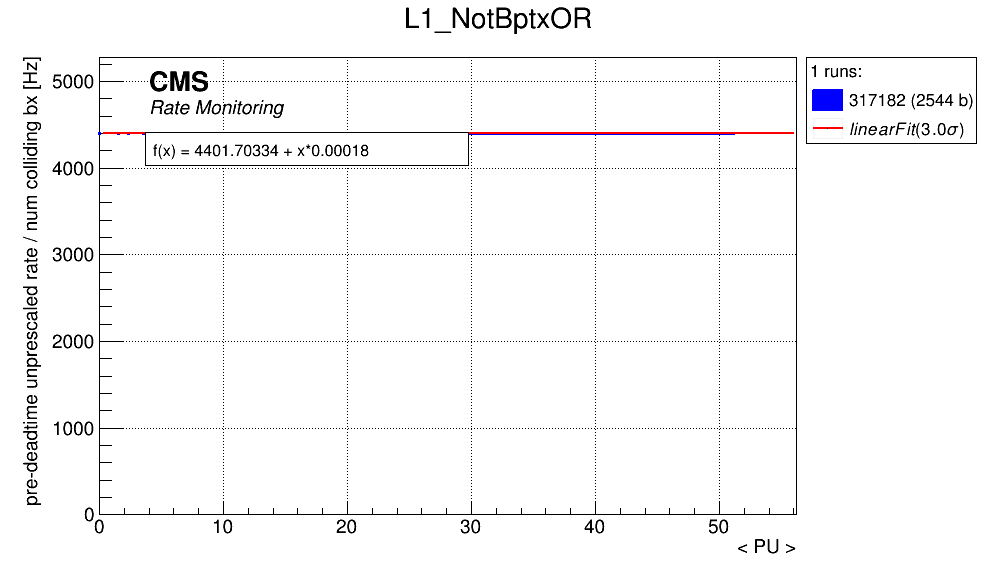 L1_NotBptxOR
pre-deadtime unprescaled rate / num colliding bx [Hz]
5000
4000
3000
2000
1000
0
CMS
Rate Monitoring
f(x) = 4401.70334 + x*0.00018
0 10 20 30 40 50
< PU >
1 runs:
317182 (2544 b)
linearFit(3.0σ)